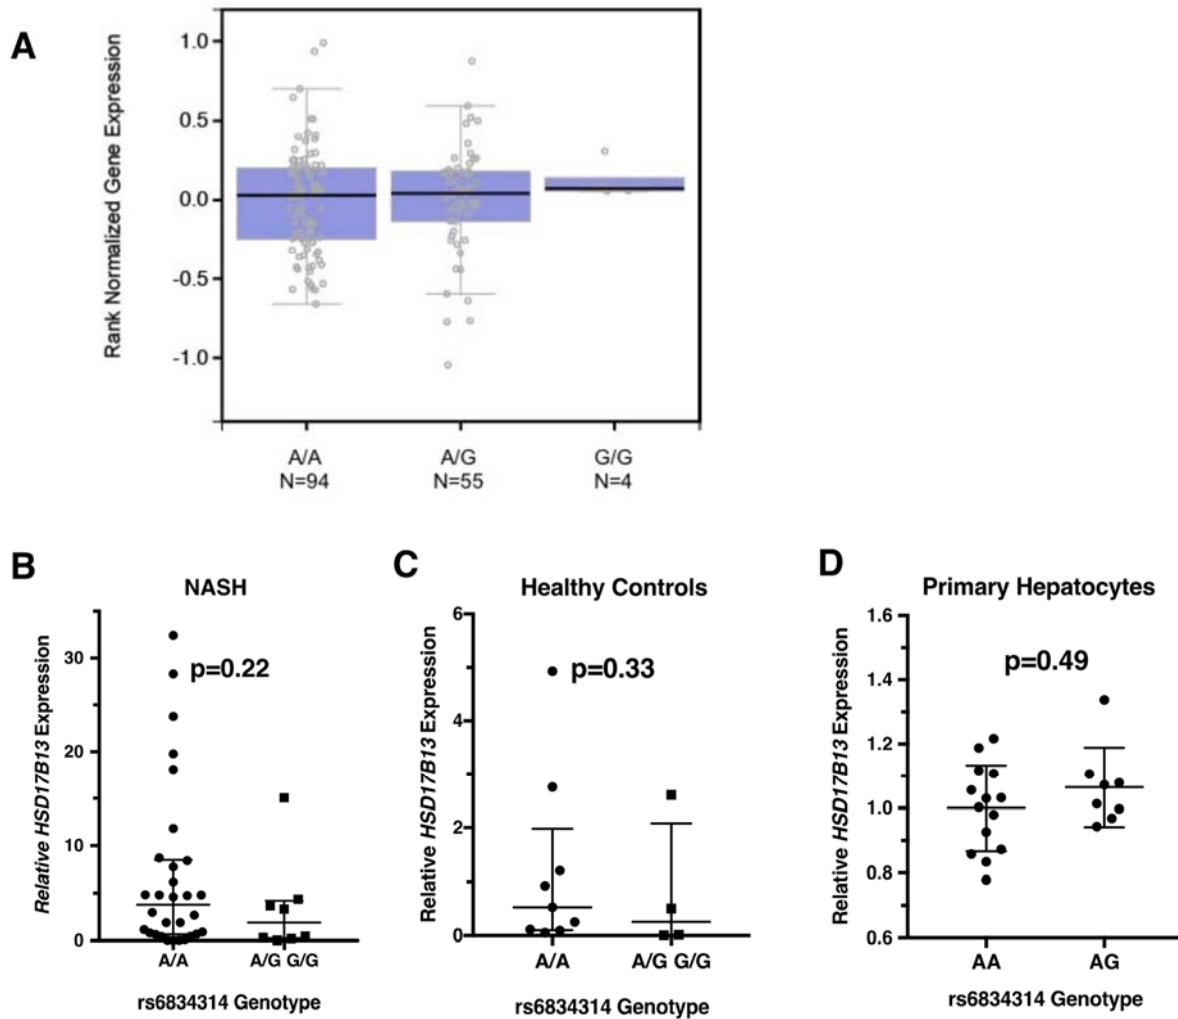 A
Rank Normalized Gene Expression
1.0
0.5
0.0
-0.5
-1.0
A/A
N=94
A/G
N=55
G/G
N=4
B
NASH
Relative HSD17B13 Expression
30
20
10
0
p=0.22
A/A
A/G G/G
rs6834314 Genotype
C
Healthy Controls
Relative HSD17B13 Expression
6
4
2
0
p=0.33
A/A
A/G G/G
rs6834314 Genotype
D
Primary Hepatocytes
Relative HSD17B13 Expression
1.6
1.4
1.2
1.0
0.8
0.6
p=0.49
AA
AG
rs6834314 Genotype